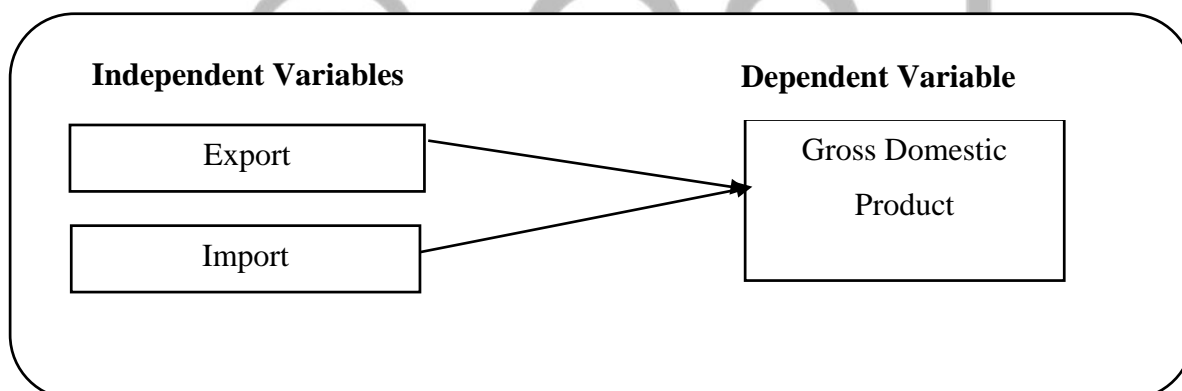 Independent Variables
Dependent Variable
Export
Gross Domestic
Product
Import